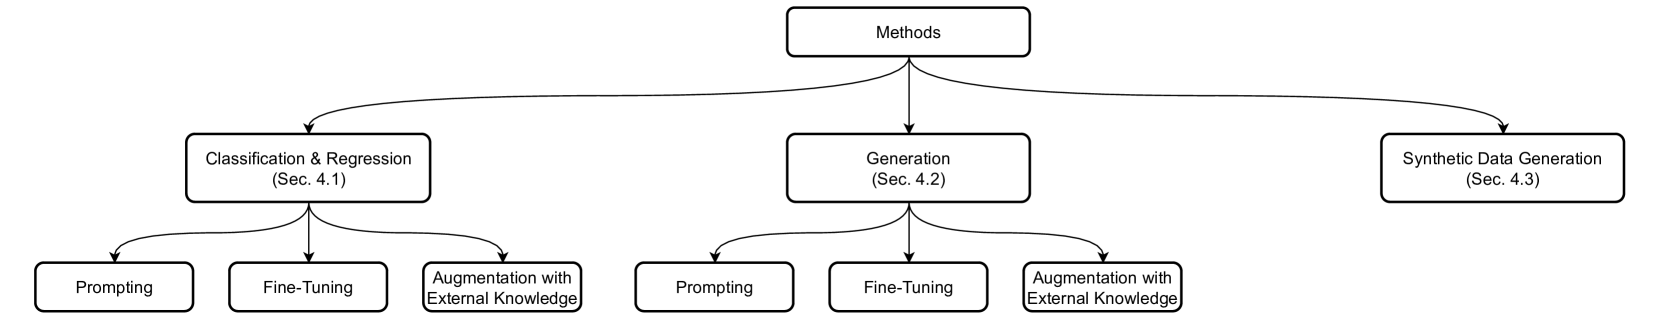 Methods
Classification & Regression
(Sec. 4.1)
Generation
(Sec. 4.2)
Synthetic Data Generation
(Sec. 4.3)
Prompting
Fine-Tuning
Augmentation with
External Knowledge
Prompting
Fine-Tuning
Augmentation with
External Knowledge